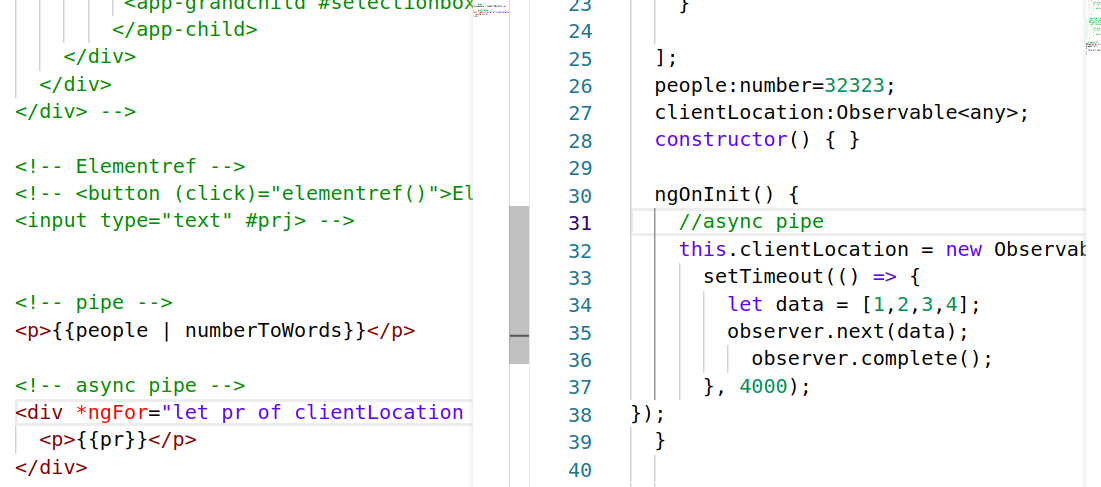 <app-grandchild #selectionbox
</app-child>
</div>
</div>
</div> -->
<!-- Elementref -->
<!-- <button (click)="elementref()">El
<input type="text" #prj> -->
<!-- pipe -->
<p>{{people | numberToWords}}</p>
<!-- async pipe -->
<div *ngFor="let pr of clientLocation
<p>{{pr}}</p>
</div>
23 }
24
25 ];
26 people:number=32323;
27 clientLocation:Observable<any>;
28 constructor() { }
29
30 ngOnInit() {
31 //async pipe
32 this.clientLocation = new Observab
33 setTimeout(() => {
34 let data = [1,2,3,4];
35 observer.next(data);
36 observer.complete();
37 }, 4000);
38 });
39 }
40